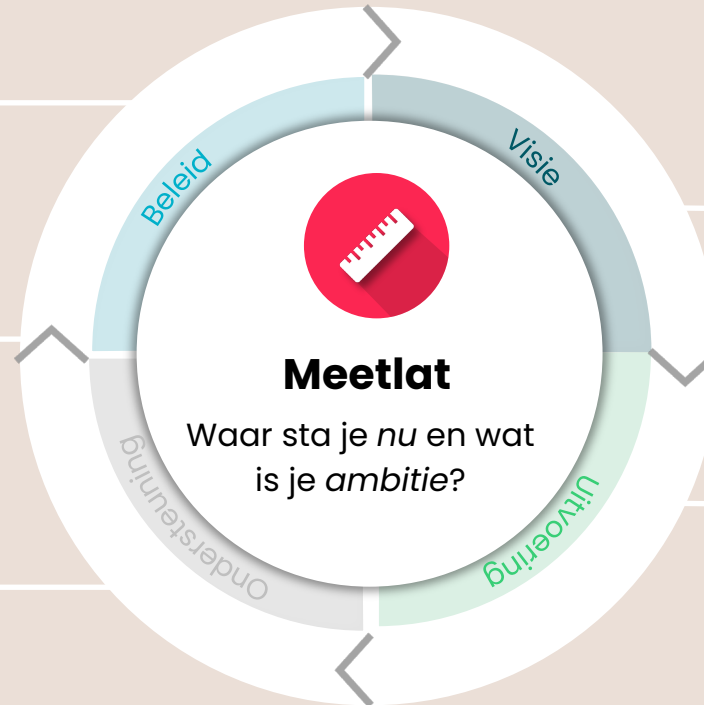 Beleid
Visie
Meetlat
Waar sta je nu en wat
is je ambitie?
Ondersteuning
Uitvoering